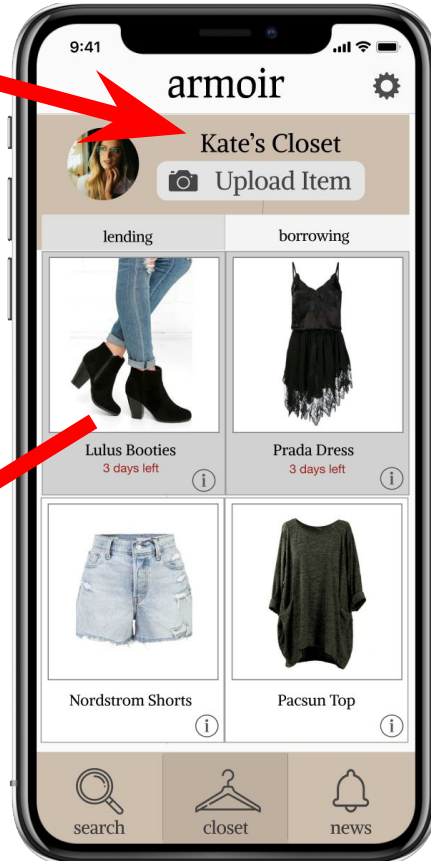 9:41
armoir
Kate's Closet
Upload Item
lending borrowing
Lulus Booties
3 days left
i
Prada Dress
3 days left
i
Nordstrom Shorts
i
Pacsun Top
i
search closet news